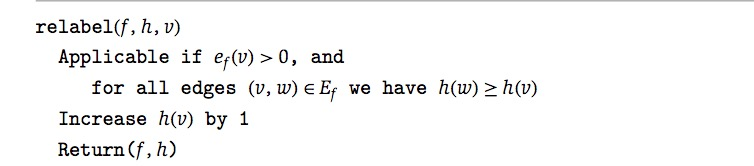 relabel(f, h, v)
Applicable if e_f(v) > 0, and
for all edges (v, w) ∈ E_f we have h(w) ≥ h(v)
Increase h(v) by 1
Return(f, h)